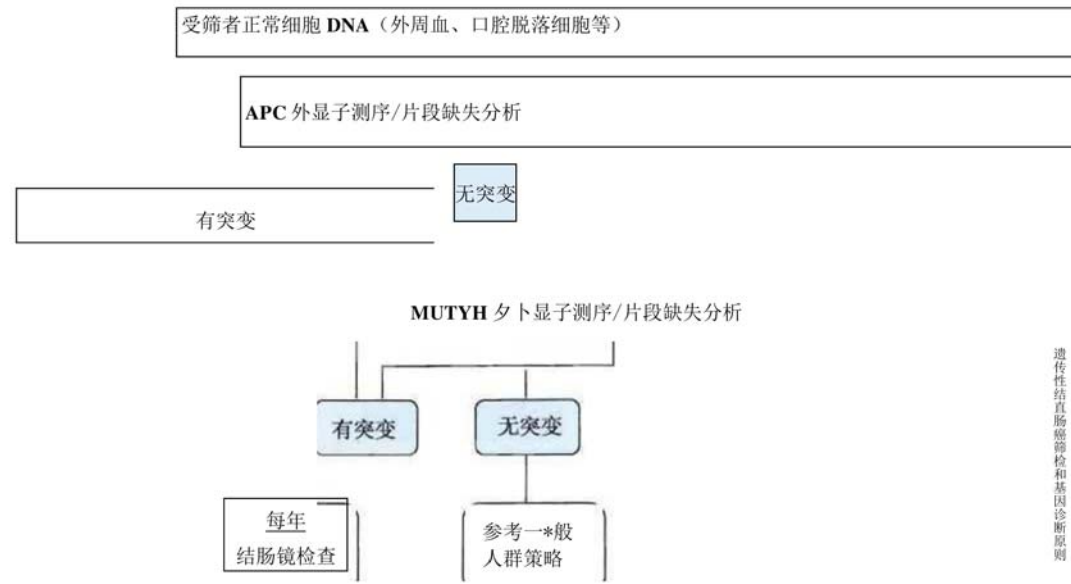 受筛者正常细胞 DNA（外周血、口腔脱落细胞等）
APC 外显子测序/片段缺失分析
无突变
有突变
MUTYH 夕卜显子测序/片段缺失分析
有突变
无突变
每年
结肠镜检查
参考一*般
人群策略
遗传性结直肠癌筛检和基因诊断原则